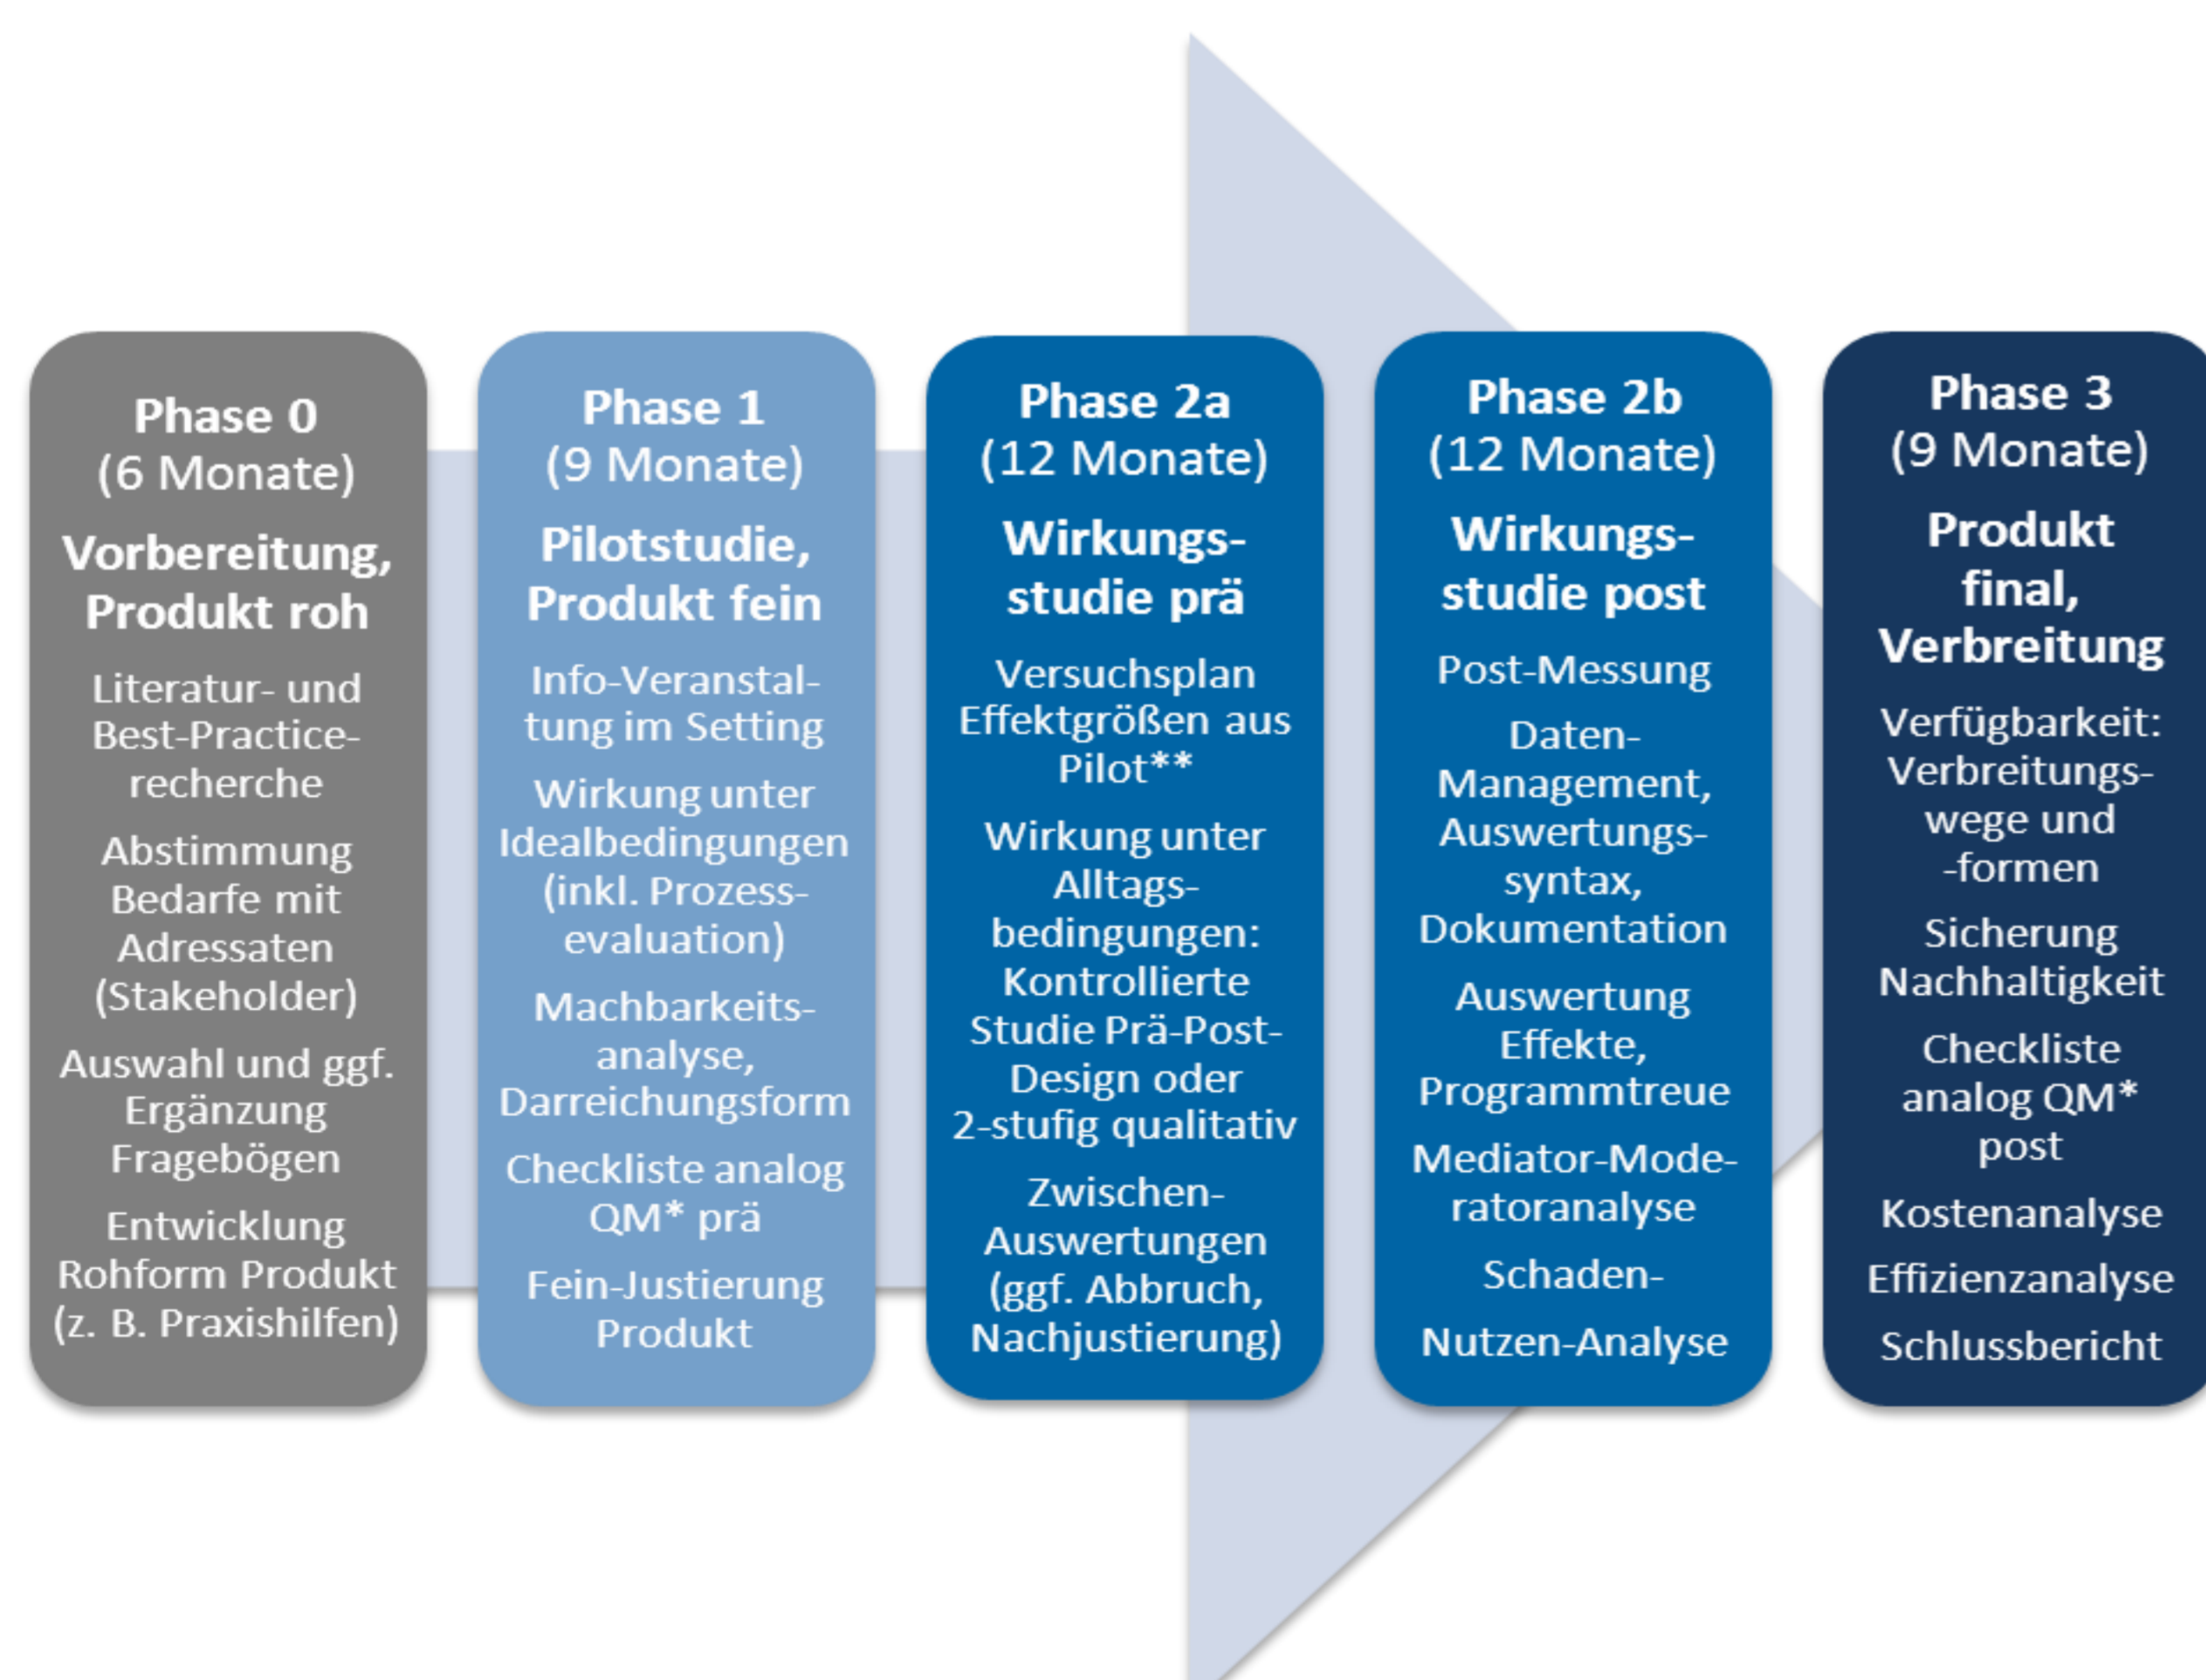 Phase 0
(6 Monate)
Vorbereitung,
Produkt roh
Literatur- und
Best-Practice-
recherche
Abstimmung
Bedarfe mit
Adressaten
(Stakeholder)
Auswahl und ggf.
Ergänzung
Fragebögen
Entwicklung
Rohform Produkt
(z. B. Praxishilfen)
Phase 1
(9 Monate)
Pilotstudie,
Produkt fein
Info-Veranstal-
tung im Setting
Wirkung unter
Idealbedingungen
(inkl. Prozess-
evaluation)
Machbarkeits-
analyse,
Darreichungsform
Checkliste analog
QM* prä
Fein-Justierung
Produkt
Phase 2a
(12 Monate)
Wirkungs-
studie prä
Versuchsplan
Effektgrößen aus
Pilot**
Wirkung unter
Alltags-
bedingungen:
Kontrollierte
Studie Prä-Post-
Design oder
2-stufig qualitativ
Zwischen-
Auswertungen
(ggf. Abbruch,
Nachjustierung)
Phase 2b
(12 Monate)
Wirkungs-
studie post
Post-Messung
Daten-
Management,
Auswertungs-
syntax,
Dokumentation
Auswertung
Effekte,
Programmtreue
Mediator-Mode-
ratoranalyse
Schaden-
Nutzen-Analyse
Phase 3
(9 Monate)
Produkt
final,
Verbreitung
Verfügbarkeit:
Verbreitungs-
wege und
-formen
Sicherung
Nachhaltigkeit
Checkliste
analog QM*
post
Kostenanalyse
Effizienzanalyse
Schlussbericht